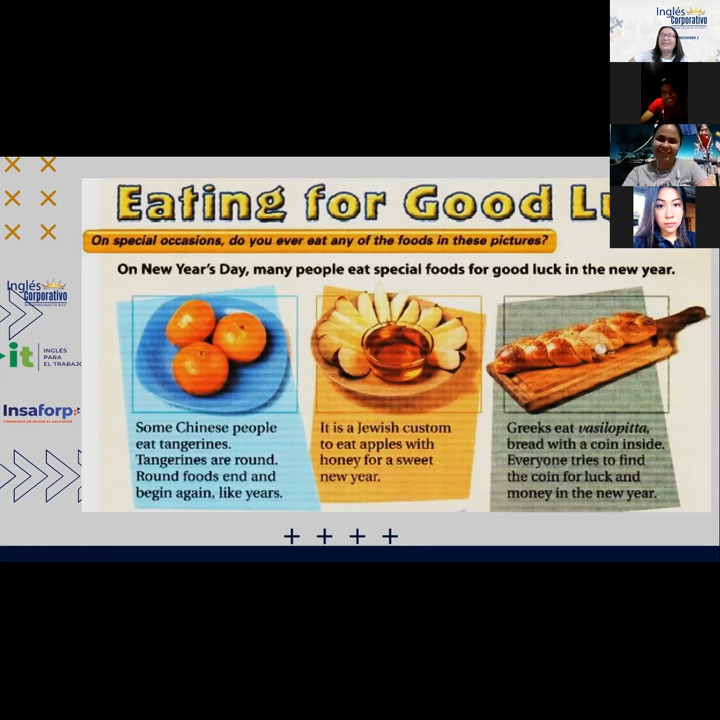 Eating for Good Lu
On special occasions, do you ever eat any of the foods in these pictures?
On New Year's Day, many people eat special foods for good luck in the new year.
Some Chinese people
eat tangerines.
Tangerines are round.
Round foods end and
begin again, like years.
It is a Jewish custom
to eat apples with
honey for a sweet
new year.
Greeks eat vasilopitta,
bread with a coin inside.
Everyone tries to find
the coin for luck and
money in the new year.
Inglés
Corporativo
it
INGLÉS
PARA
EL TRABAJO
Insaforp
Inglés
Corporativo